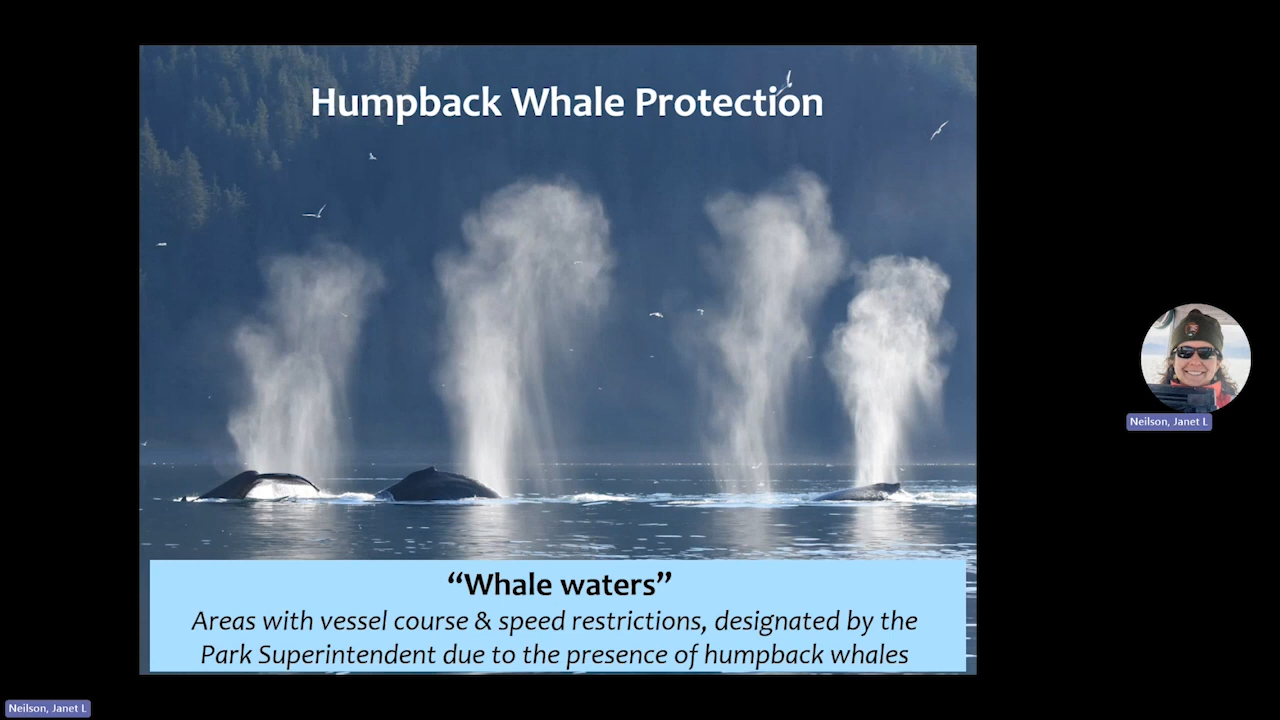 Humpback Whale Protection
“Whale waters”
Areas with vessel course & speed restrictions, designated by the
Park Superintendent due to the presence of humpback whales
Neilson, Janet L
Neilson, Janet L